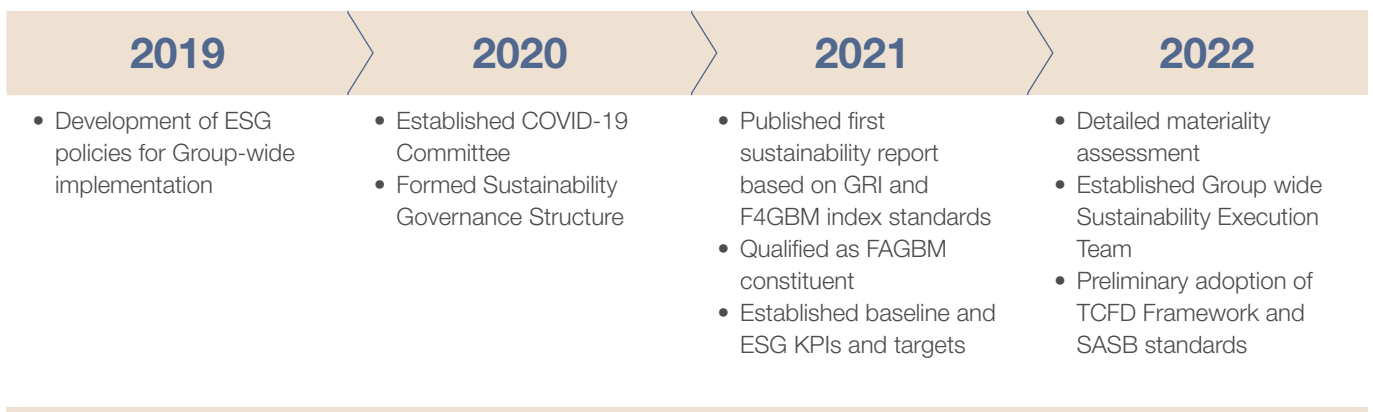 2019
• Development of ESG
policies for Group-wide
implementation
2020
• Established COVID-19
Committee
• Formed Sustainability
Governance Structure
2021
• Published first
sustainability report
based on GRI and
F4GBM index standards
• Qualified as FAGBM
constituent
• Established baseline and
ESG KPIs and targets
2022
• Detailed materiality
assessment
• Established Group wide
Sustainability Execution
Team
• Preliminary adoption of
TCFD Framework and
SASB standards